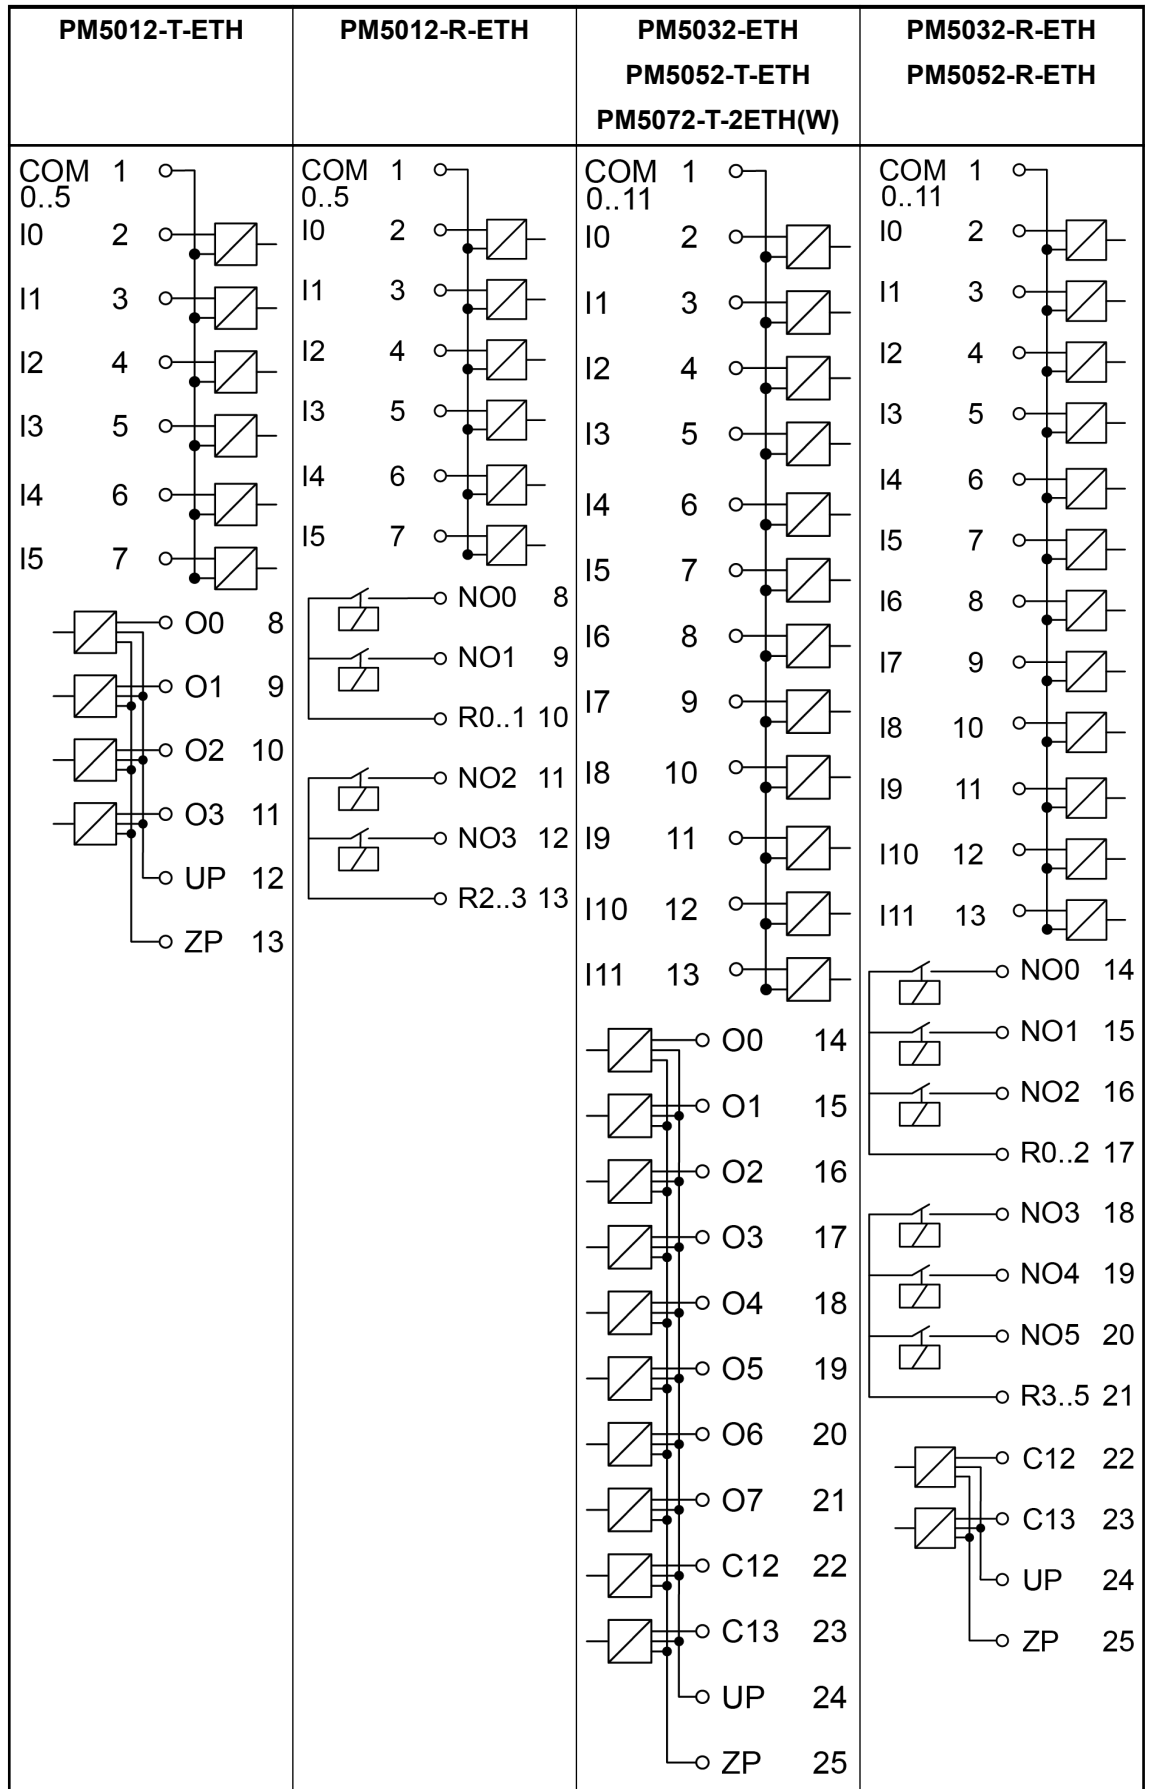 PM5012-T-ETH
COM 1
0..5
I0 2
I1 3
I2 4
I3 5
I4 6
I5 7
O0 8
O1 9
O2 10
O3 11
UP 12
ZP 13
PM5012-R-ETH
COM 1
0..5
I0 2
I1 3
I2 4
I3 5
I4 6
I5 7
NO0 8
NO1 9
R0..1 10
NO2 11
NO3 12
R2..3 13
PM5032-ETH
PM5052-T-ETH
PM5072-T-2ETH(W)
COM 1
0..11
I0 2
I1 3
I2 4
I3 5
I4 6
I5 7
I6 8
I7 9
I8 10
I9 11
I10 12
I11 13
O0 14
O1 15
O2 16
O3 17
O4 18
O5 19
O6 20
O7 21
C12 22
C13 23
UP 24
ZP 25
PM5032-R-ETH
PM5052-R-ETH
COM 1
0..11
I0 2
I1 3
I2 4
I3 5
I4 6
I5 7
I6 8
I7 9
I8 10
I9 11
I10 12
I11 13
NO0 14
NO1 15
NO2 16
R0..2 17
NO3 18
NO4 19
NO5 20
R3..5 21
C12 22
C13 23
UP 24
ZP 25